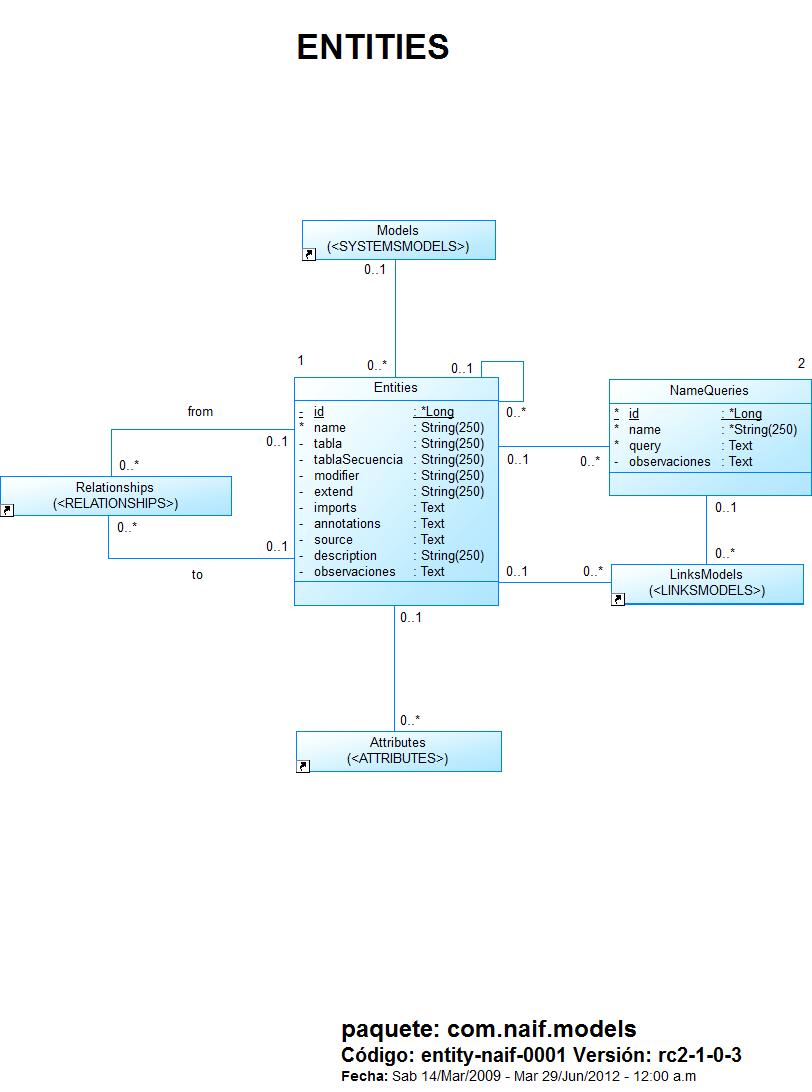 ENTITIES
Models
(<SYSTEMSMODELS>)
0..1
0..*
0..1
0..*
1
Entities
- id : *Long
* name : String(250)
- tabla : String(250)
- tablaSecuencia : String(250)
- modifier : String(250)
- extend : String(250)
- imports : Text
- annotations : Text
- source : Text
- description : String(250)
- observaciones : Text
2
NameQueries
* id : *Long
* name : *String(250)
* query : Text
- observaciones : Text
from
0..1
0..*
Relationships
(<RELATIONSHIPS>)
0..*
0..1
to
0..1
0..*
0..1
0..*
0..1
0..*
LinksModels
(<LINKSMODELS>)
0..1
0..*
Attributes
(<ATTRIBUTES>)
paquete: com.naif.models
Código: entity-naif-0001 Versión: rc2-1-0-3
Fecha: Sab 14/Mar/2009 - Mar 29/Jun/2012 - 12:00 a.m